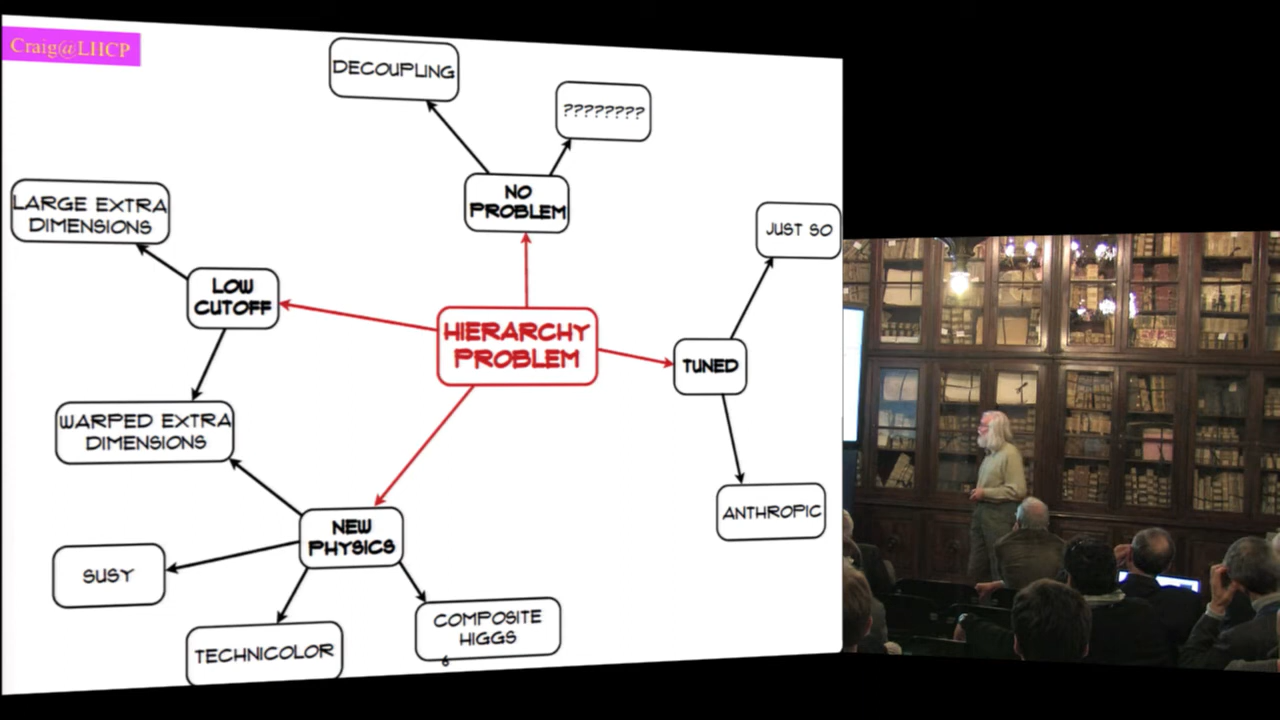 Craig@LHCP
DECOUPLING
????????
NO
PROBLEM
LARGE EXTRA
DIMENSIONS
JUST SO
LOW
CUTOFF
HIERARCHY
PROBLEM
TUNED
WARPED EXTRA
DIMENSIONS
ANTHROPIC
NEW
PHYSICS
SUSY
COMPOSITE
HIGGS
TECHNICOLOR
6